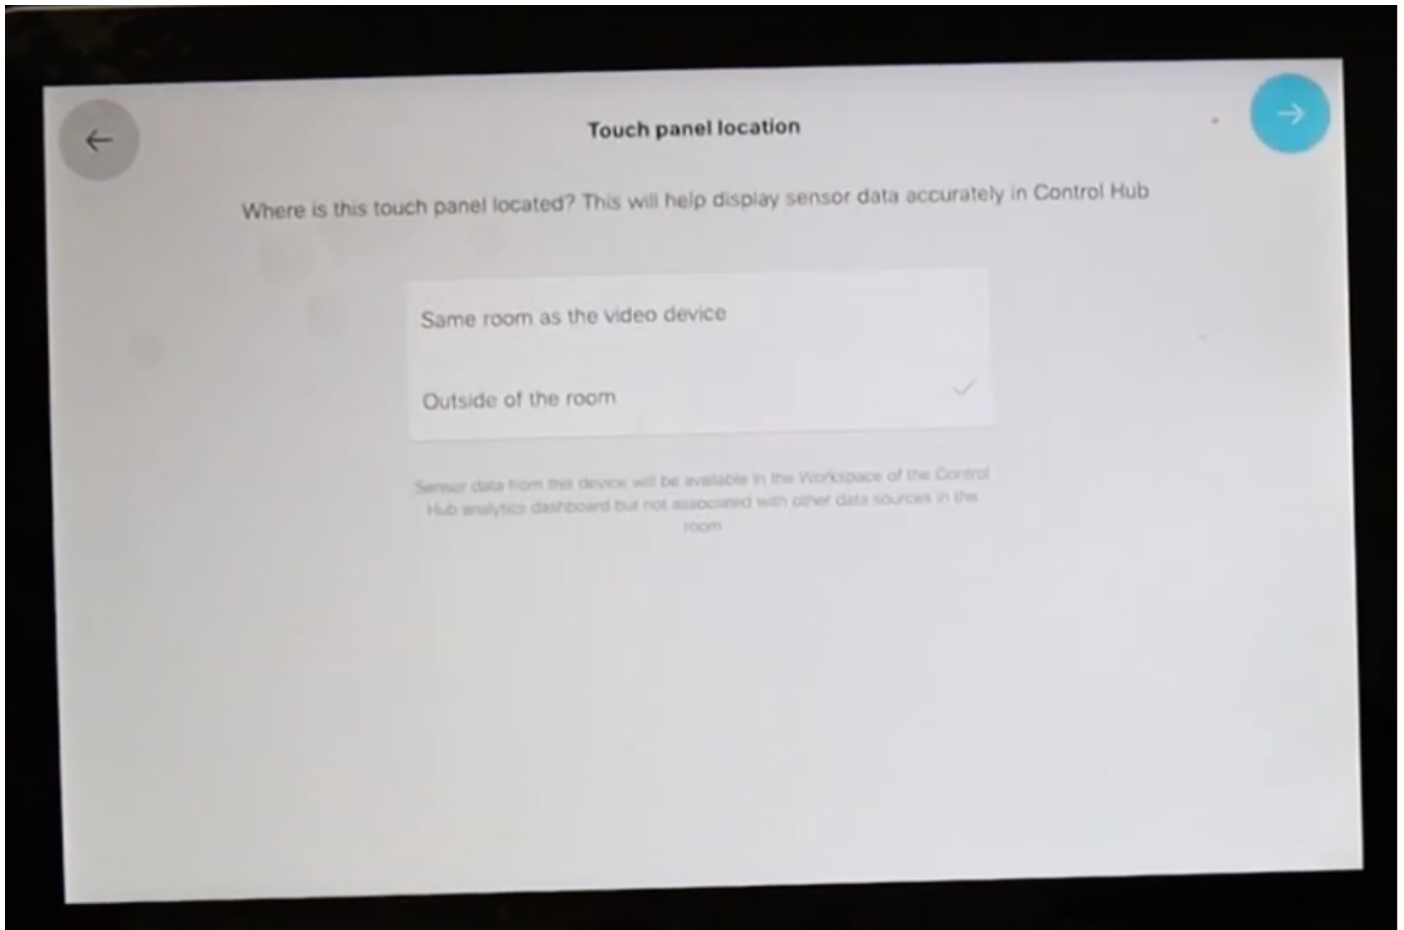 Touch panel location
Where is this touch panel located? This will help display sensor data accurately in Control Hub
Same room as the video device
Outside of the room
Sensor data from this device will be available in the Workspace of the Control
Hub analytics dashboard but not associated with other data sources in the
room